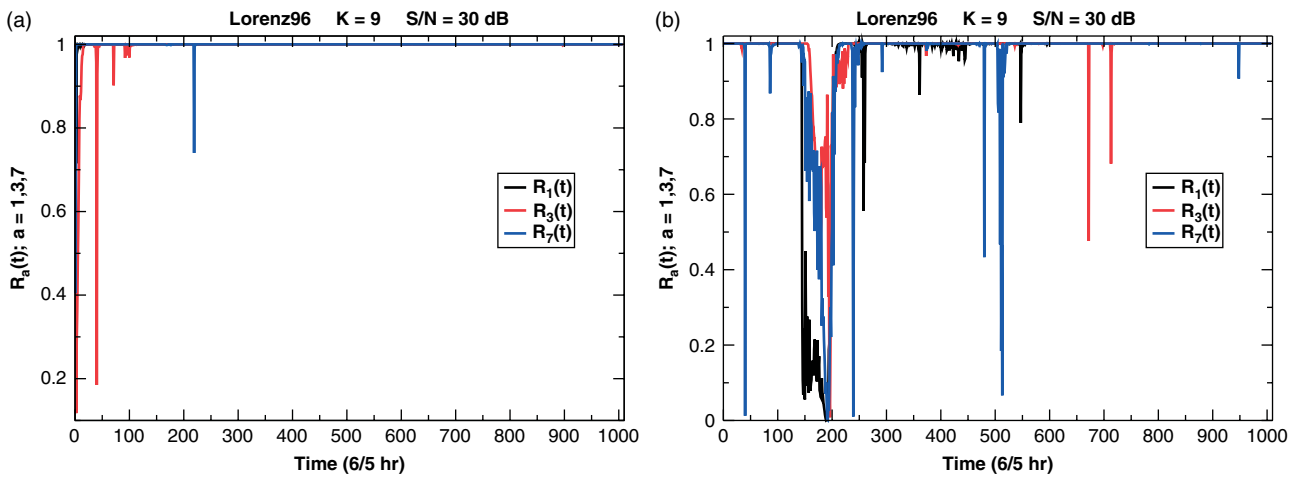 (a)
Lorenz96 K = 9 S/N = 30 dB
1
0.8
0.6
0.4
0.2
R_a(t); a = 1,3,7
R_1(t)
R_3(t)
R_7(t)
0 100 200 300 400 500 600 700 800 900 1000
Time (6/5 hr)
(b)
Lorenz96 K = 9 S/N = 30 dB
1
0.8
0.6
0.4
0.2
0
R_a(t); a = 1,3,7
R_1(t)
R_3(t)
R_7(t)
0 100 200 300 400 500 600 700 800 900 1000
Time (6/5 hr)